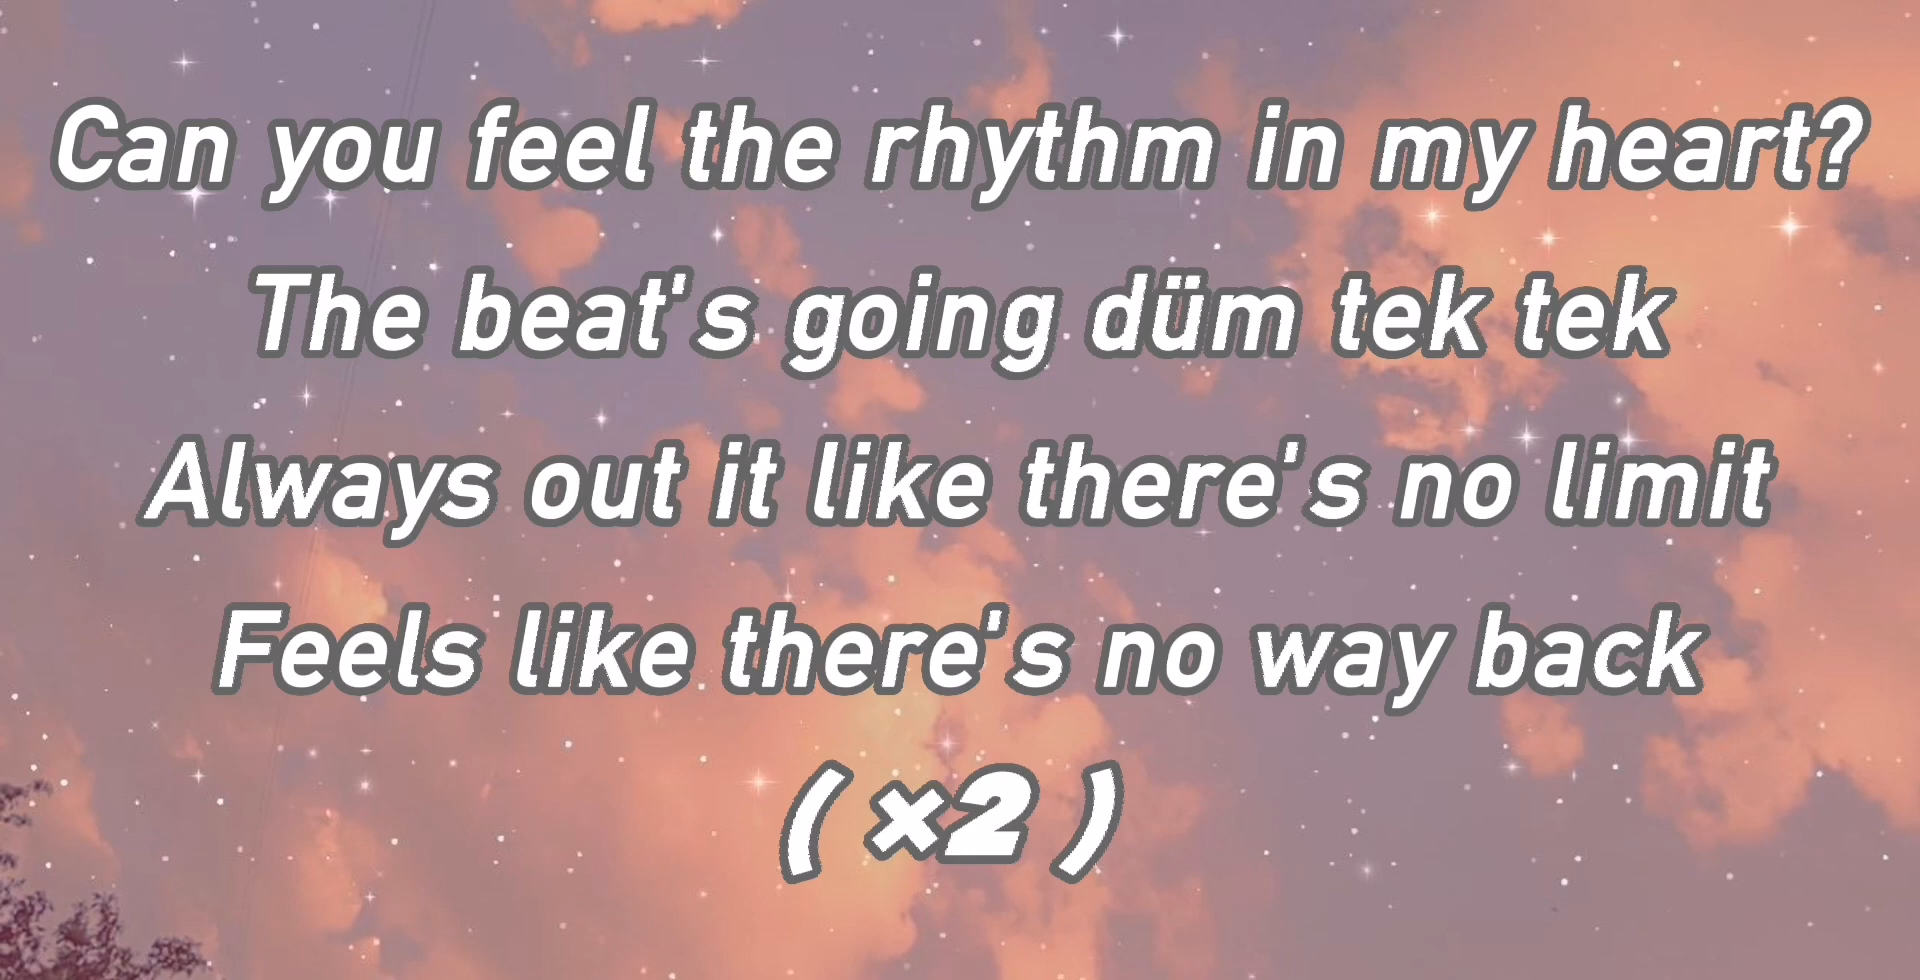 Can you feel the rhythm in my heart?
The beat's going düm tek tek
Always out it like there's no limit
Feels like there's no way back
( ×2 )